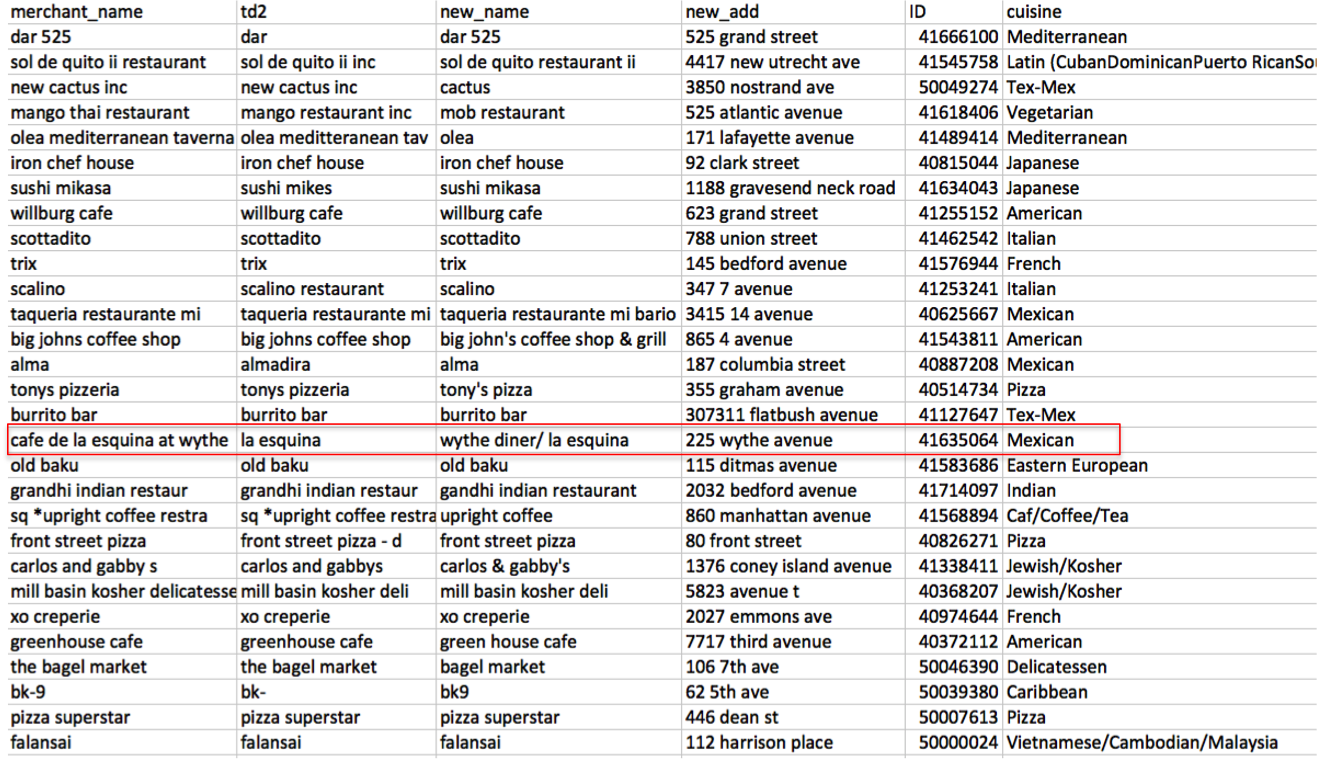 merchant_name td2 new_name new_add ID cuisine
dar 525 dar dar 525 525 grand street 41666100 Mediterranean
sol de quito ii restaurant sol de quito ii inc sol de quito restaurant ii 4417 new utrecht ave 41545758 Latin (CubanDominicanPuerto RicanSou
new cactus inc new cactus inc cactus 3850 nostrand ave 50049274 Tex-Mex
mango thai restaurant mango restaurant inc mob restaurant 525 atlantic avenue 41618406 Vegetarian
olea mediterranean taverna olea meditteranean tav olea 171 lafayette avenue 41489414 Mediterranean
iron chef house iron chef house iron chef house 92 clark street 40815044 Japanese
sushi mikasa sushi mikes sushi mikasa 1188 gravesend neck road 41634043 Japanese
willburg cafe willburg cafe willburg cafe 623 grand street 41255152 American
scottadito scottadito scottadito 788 union street 41462542 Italian
trix trix trix 145 bedford avenue 41576944 French
scalino scalino restaurant scalino 347 7 avenue 41253241 Italian
taqueria restaurante mi taqueria restaurante mi taqueria restaurante mi bario 3415 14 avenue 40625667 Mexican
big johns coffee shop big johns coffee shop big john's coffee shop & grill 865 4 avenue 41543811 American
alma almadira alma 187 columbia street 40887208 Mexican
tonys pizzeria tonys pizzeria tony's pizza 355 graham avenue 40514734 Pizza
burrito bar burrito bar burrito bar 307311 flatbush avenue 41127647 Tex-Mex
cafe de la esquina at wythe la esquina wythe diner/ la esquina 225 wythe avenue 41635064 Mexican
old baku old baku old baku 115 ditmas avenue 41583686 Eastern European
grandhi indian restaur grandhi indian restaur gandhi indian restaurant 2032 bedford avenue 41714097 Indian
sq *upright coffee restra sq *upright coffee restra upright coffee 860 manhattan avenue 41568894 Caf/Coffee/Tea
front street pizza front street pizza - d front street pizza 80 front street 40826271 Pizza
carlos and gabby s carlos and gabbys carlos & gabby's 1376 coney island avenue 41338411 Jewish/Kosher
mill basin kosher delicatesse mill basin kosher deli mill basin kosher deli 5823 avenue t 40368207 Jewish/Kosher
xo creperie xo creperie xo creperie 2027 emmons ave 40974644 French
greenhouse cafe greenhouse cafe green house cafe 7717 third avenue 40372112 American
the bagel market the bagel market bagel market 106 7th ave 50046390 Delicatessen
bk-9 bk- bk9 62 5th ave 50039380 Caribbean
pizza superstar pizza superstar pizza superstar 446 dean st 50007613 Pizza
falansai falansai falansai 112 harrison place 50000024 Vietnamese/Cambodian/Malaysia